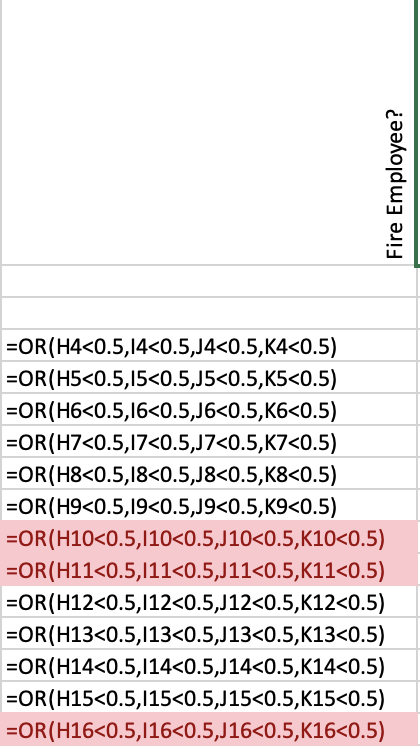 Fire Employee?
=OR(H4<0.5,I4<0.5,J4<0.5,K4<0.5)
=OR(H5<0.5,I5<0.5,J5<0.5,K5<0.5)
=OR(H6<0.5,I6<0.5,J6<0.5,K6<0.5)
=OR(H7<0.5,I7<0.5,J7<0.5,K7<0.5)
=OR(H8<0.5,I8<0.5,J8<0.5,K8<0.5)
=OR(H9<0.5,I9<0.5,J9<0.5,K9<0.5)
=OR(H10<0.5,I10<0.5,J10<0.5,K10<0.5)
=OR(H11<0.5,I11<0.5,J11<0.5,K11<0.5)
=OR(H12<0.5,I12<0.5,J12<0.5,K12<0.5)
=OR(H13<0.5,I13<0.5,J13<0.5,K13<0.5)
=OR(H14<0.5,I14<0.5,J14<0.5,K14<0.5)
=OR(H15<0.5,I15<0.5,J15<0.5,K15<0.5)
=OR(H16<0.5,I16<0.5,J16<0.5,K16<0.5)